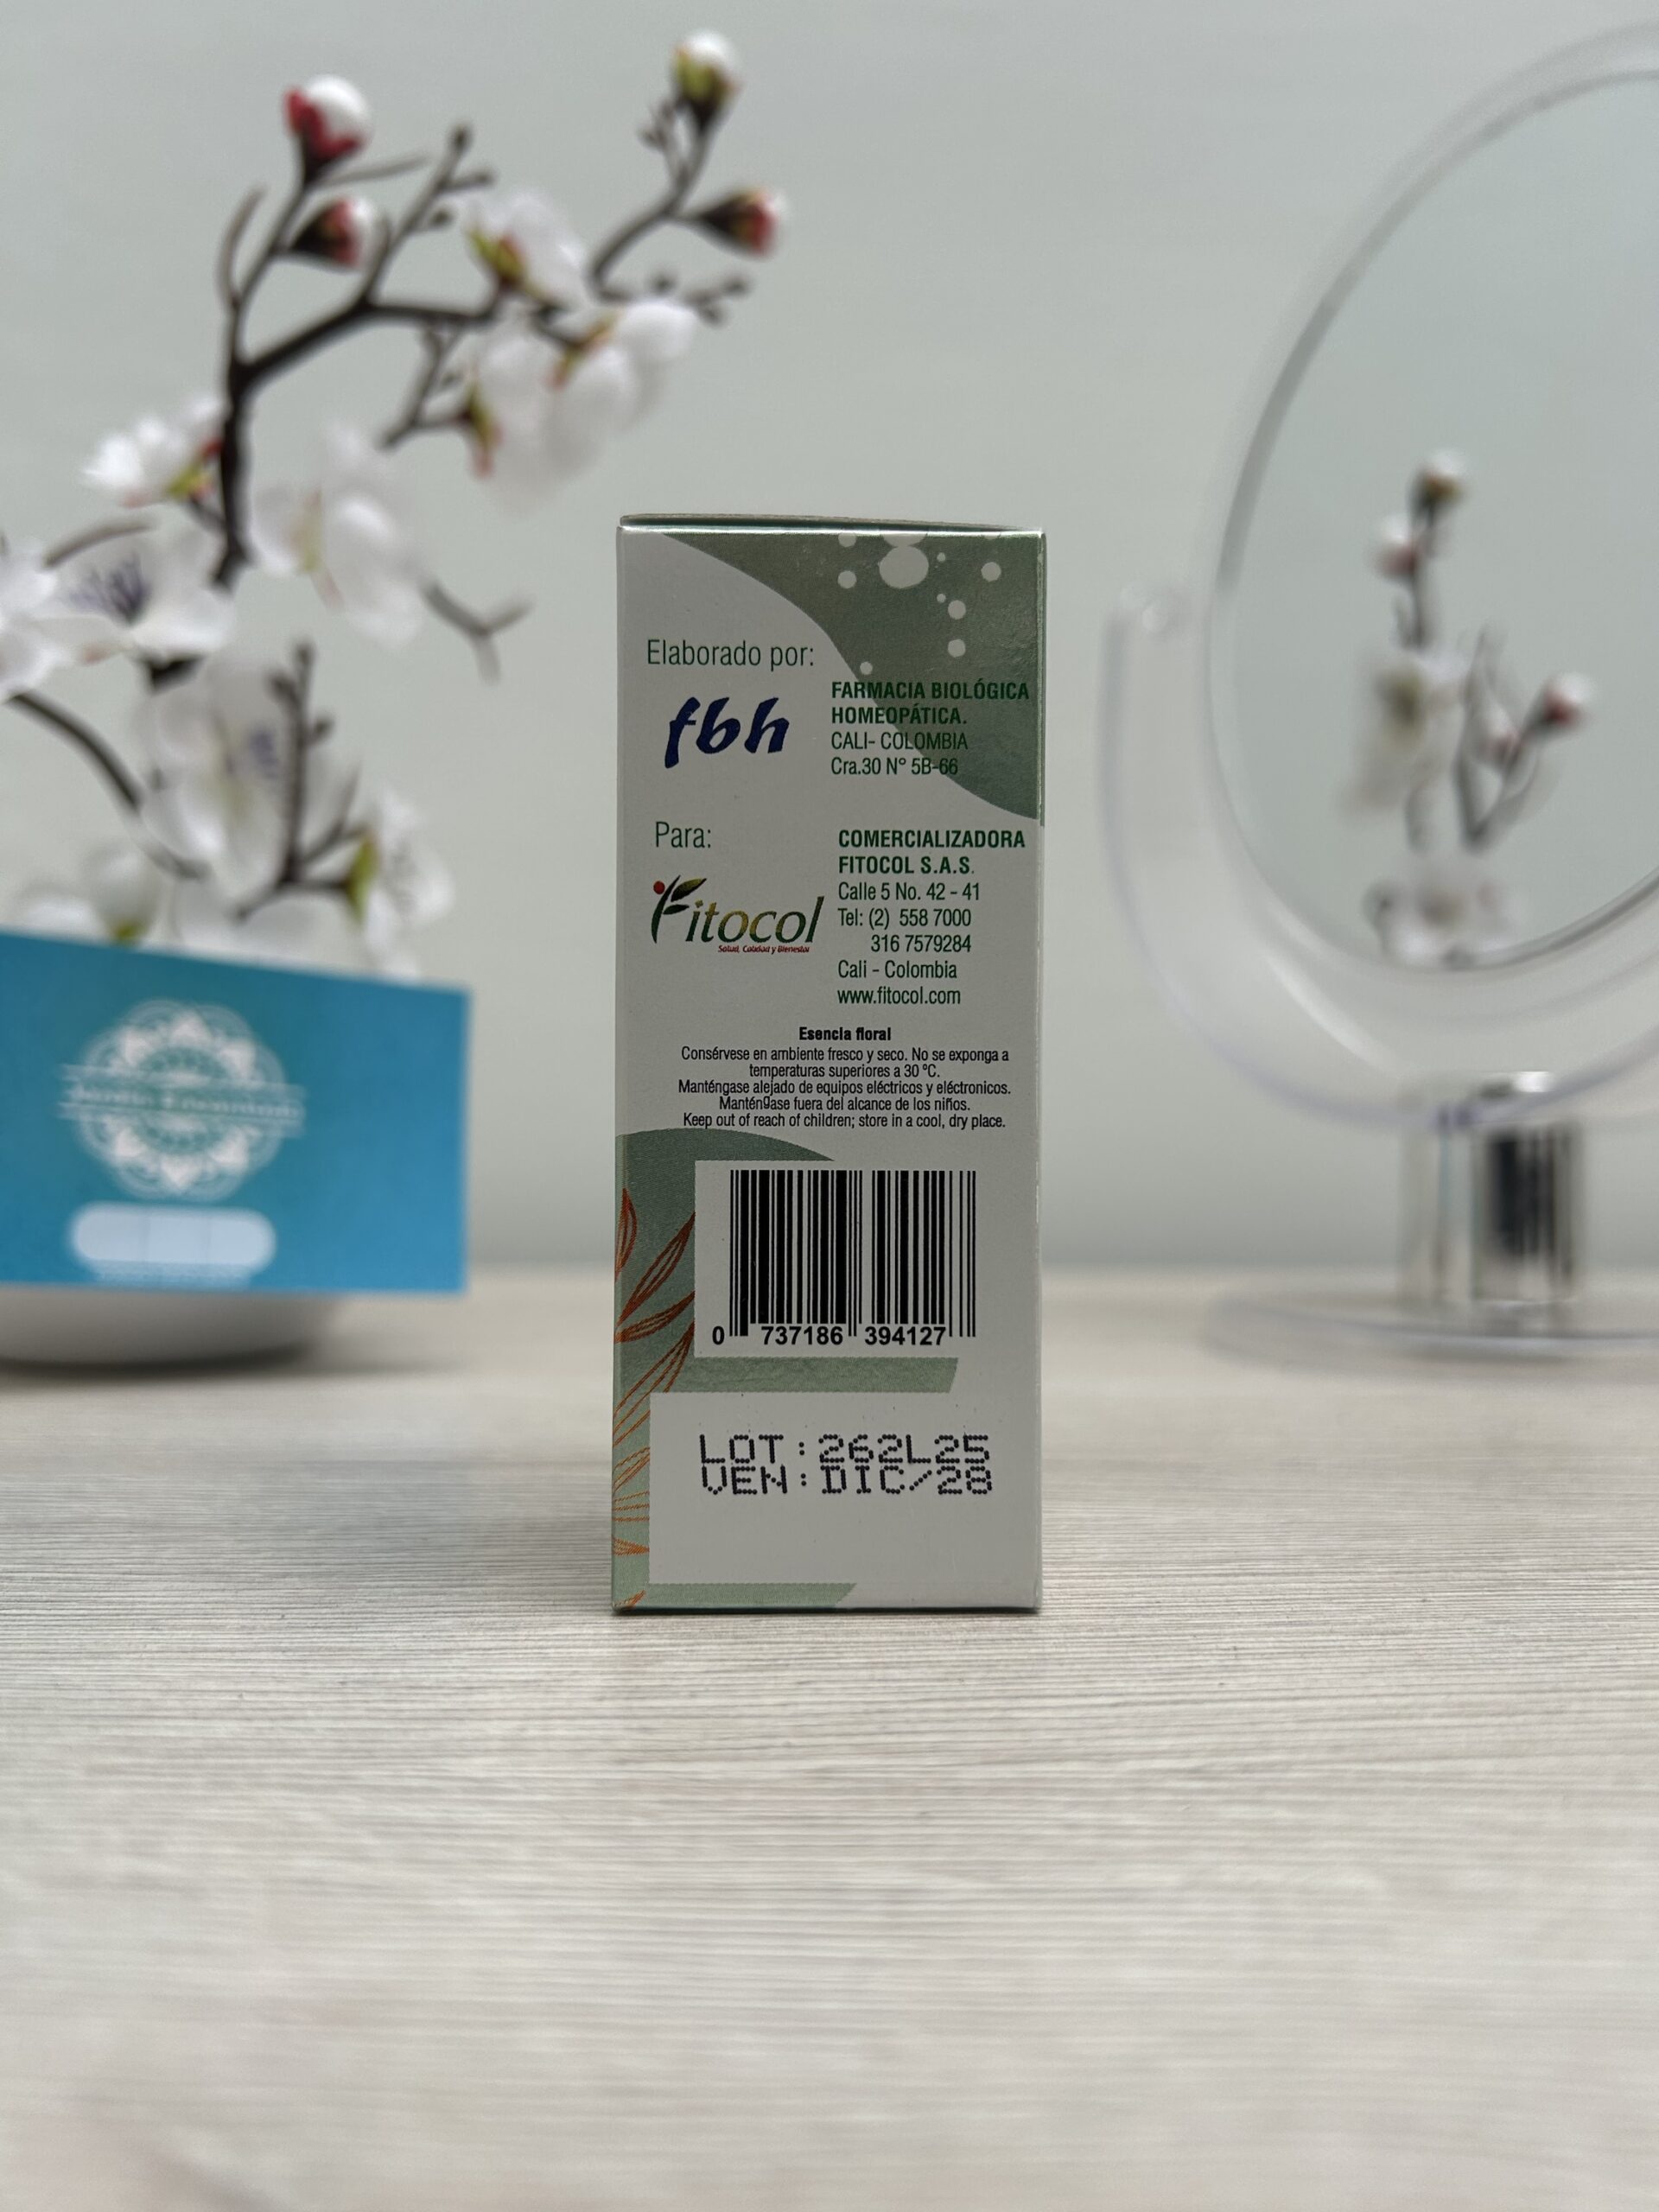 Elaborado por:
fbh
FARMACIA BIOLÓGICA
HOMEOPÁTICA.
CALI- COLOMBIA
Cra.30 N° 5B-66
Para:
Fitocol
Salud, Calidad y Bienestar
COMERCIALIZADORA
FITOCOL S.A.S.
Calle 5 No. 42 - 41
Tel: (2) 558 7000
316 7579284
Cali - Colombia
www.fitocol.com
Esencia floral
Consérvese en ambiente fresco y seco. No se exponga a
temperaturas superiores a 30 °C.
Manténgase alejado de equipos eléctricos y eléctronicos.
Manténgase fuera del alcance de los niños.
Keep out of reach of children; store in a cool, dry place.
0 737186 394127
LOT:262L25
VEN:DIC/28